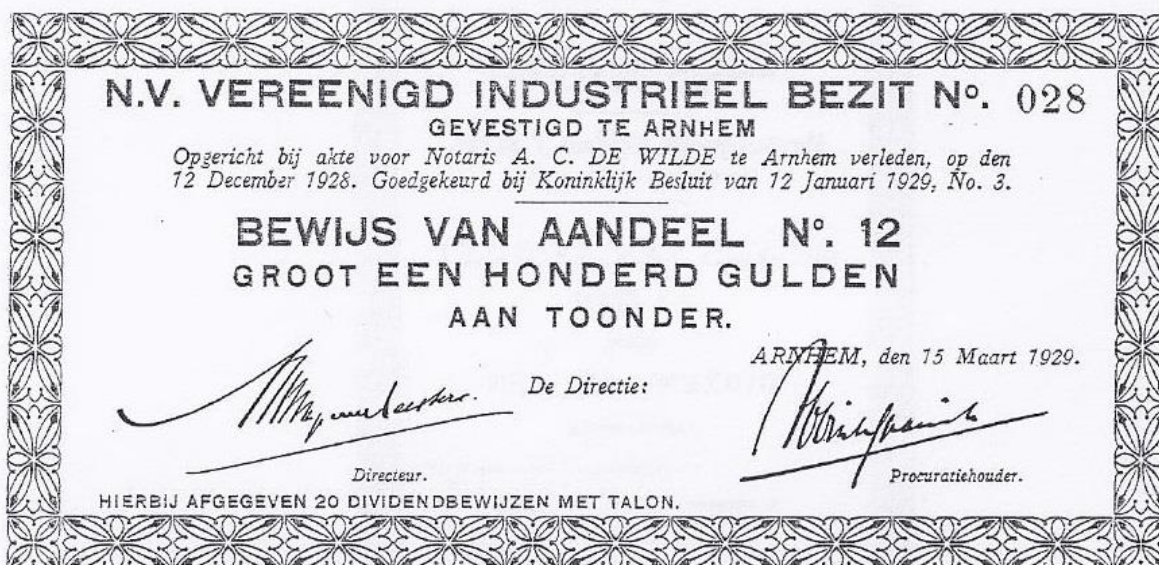 N.V. VEREENIGD INDUSTRIEEL BEZIT No. 028
GEVESTIGD TE ARNHEM
Opgericht bij akte voor Notaris A. C. DE WILDE te Arnhem verleden, op den
12 December 1928. Goedgekeurd bij Koninklijk Besluit van 12 Januari 1929, No. 3.
BEWIJS VAN AANDEEL No. 12
GROOT EEN HONDERD GULDEN
AAN TOONDER.
ARNHEM, den 15 Maart 1929.
De Directie:
Directeur.
Procuratiehouder.
HIERBIJ AFGEGEVEN 20 DIVIDENDBEWIJZEN MET TALON.